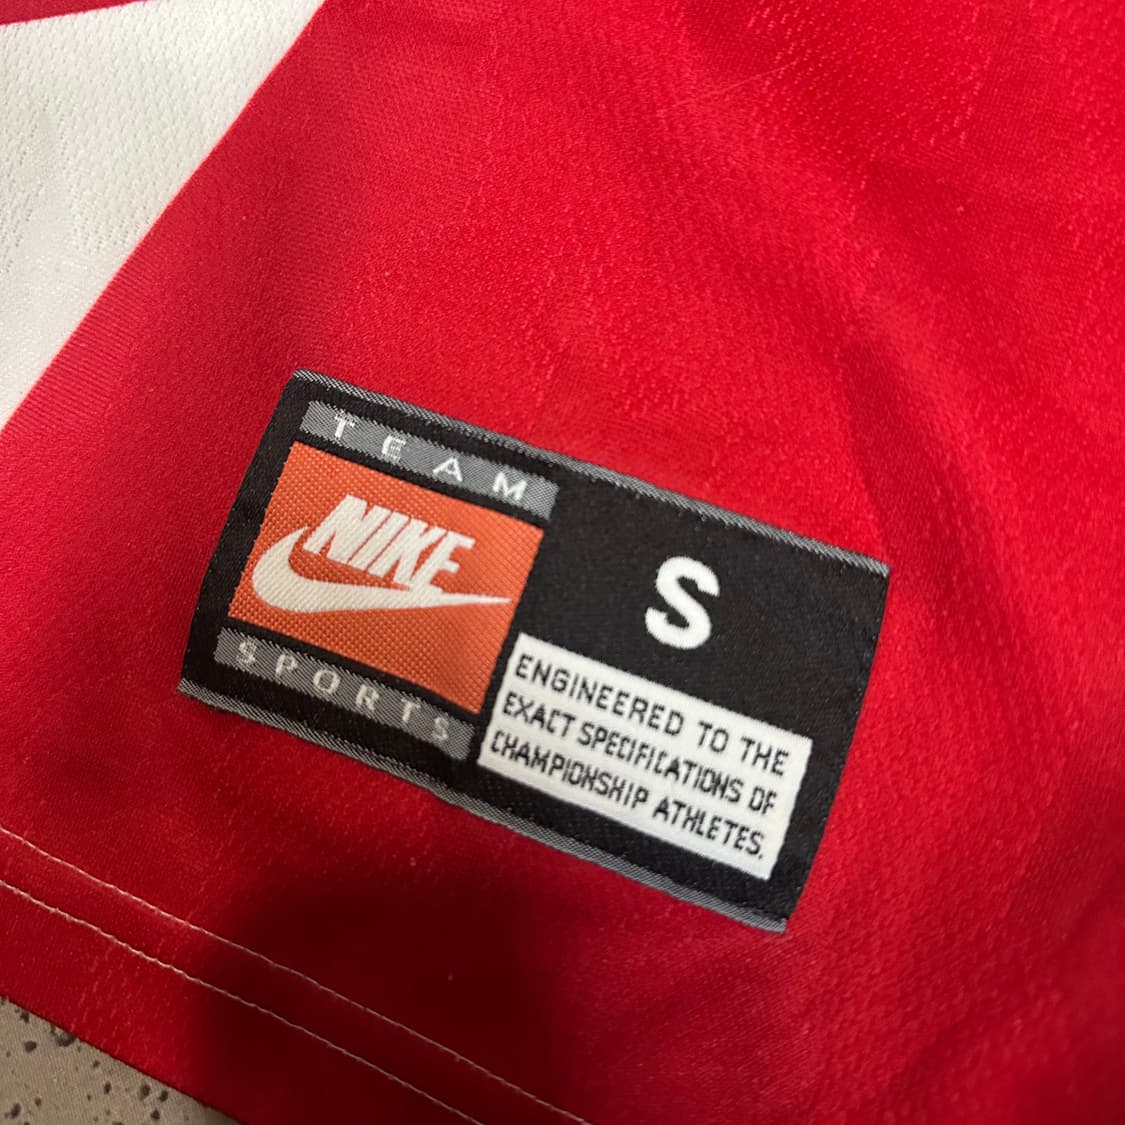 TEAM
NIKE
SPORTS
S
ENGINEERED TO THE
EXACT SPECIFICATIONS OF
CHAMPIONSHIP ATHLETES.